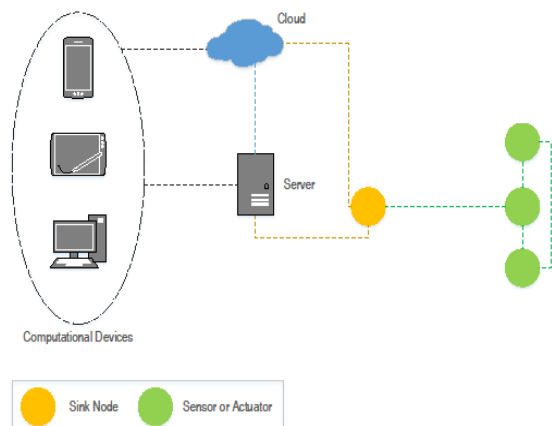 Cloud
Server
Computational Devices
Sink Node
Sensor or Actuator